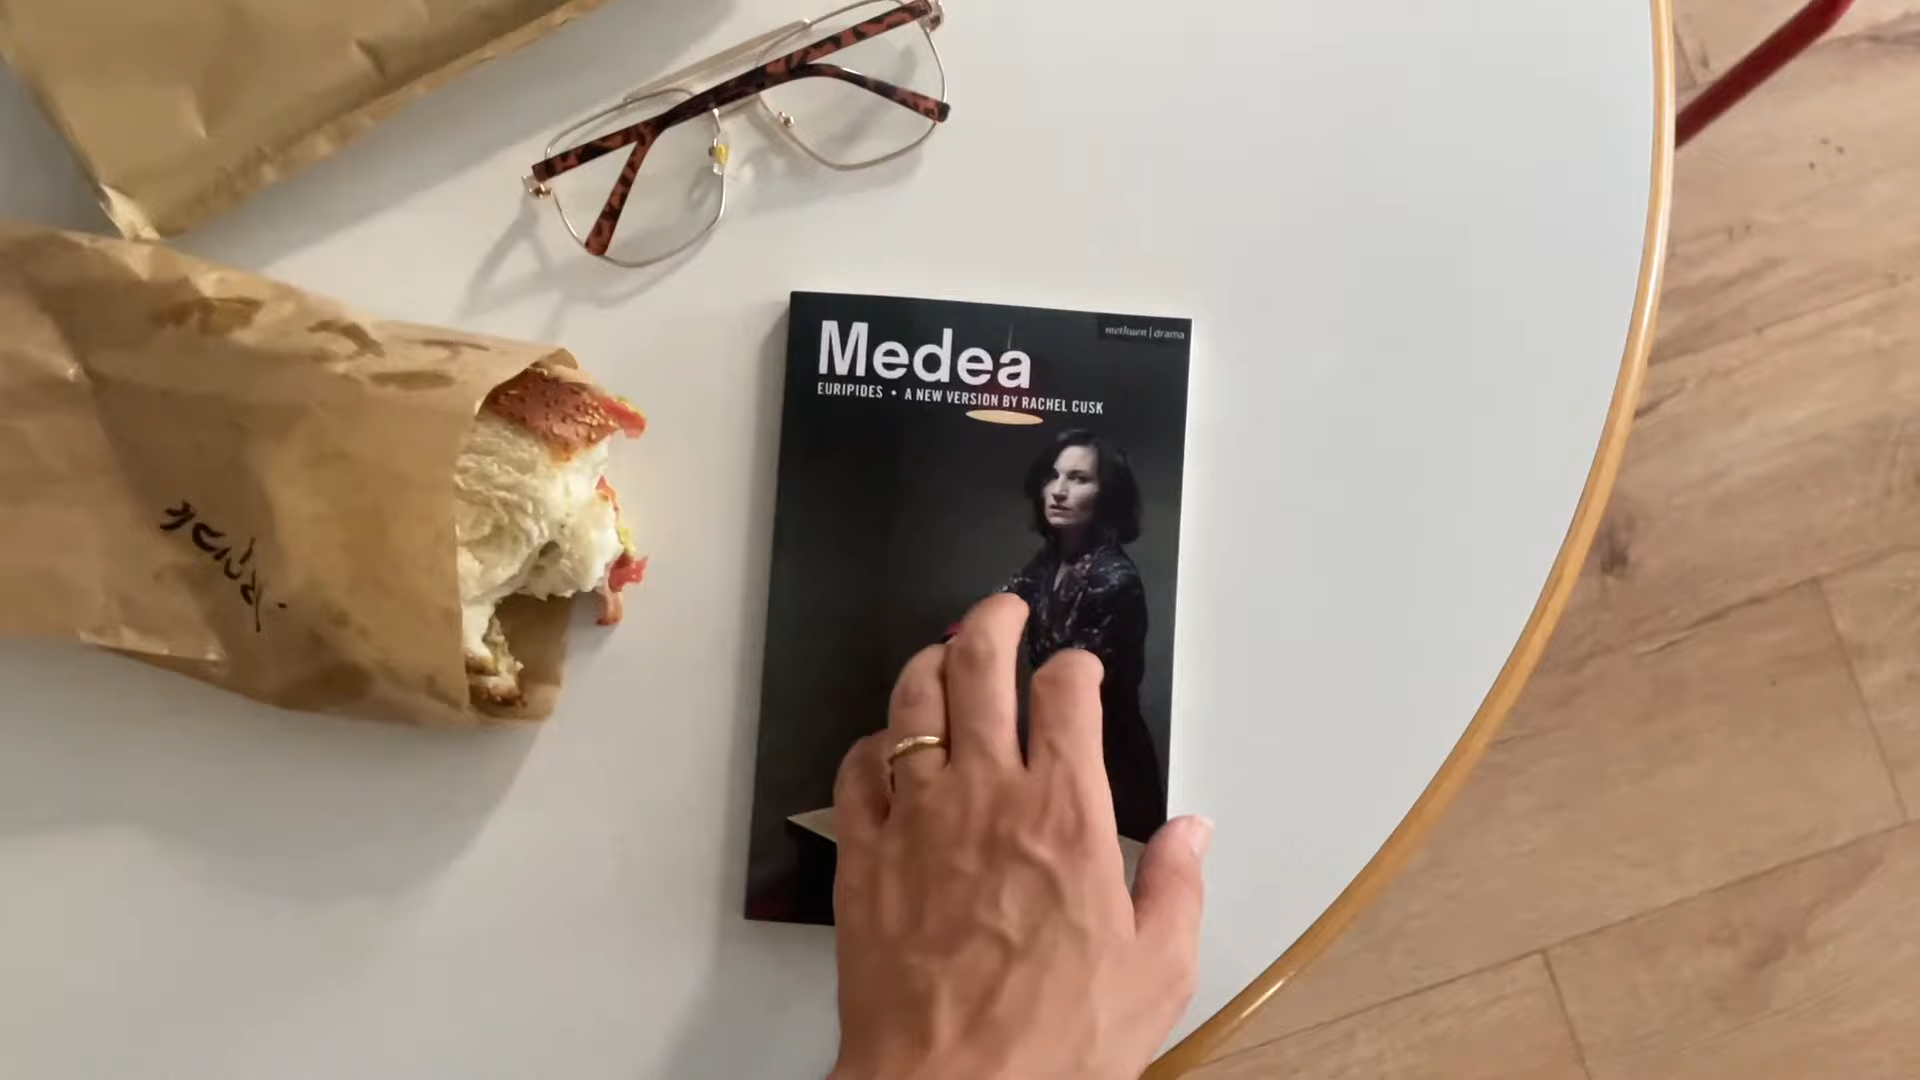 Medea
methuen | drama
EURIPIDES • A NEW VERSION BY RACHEL CUSK